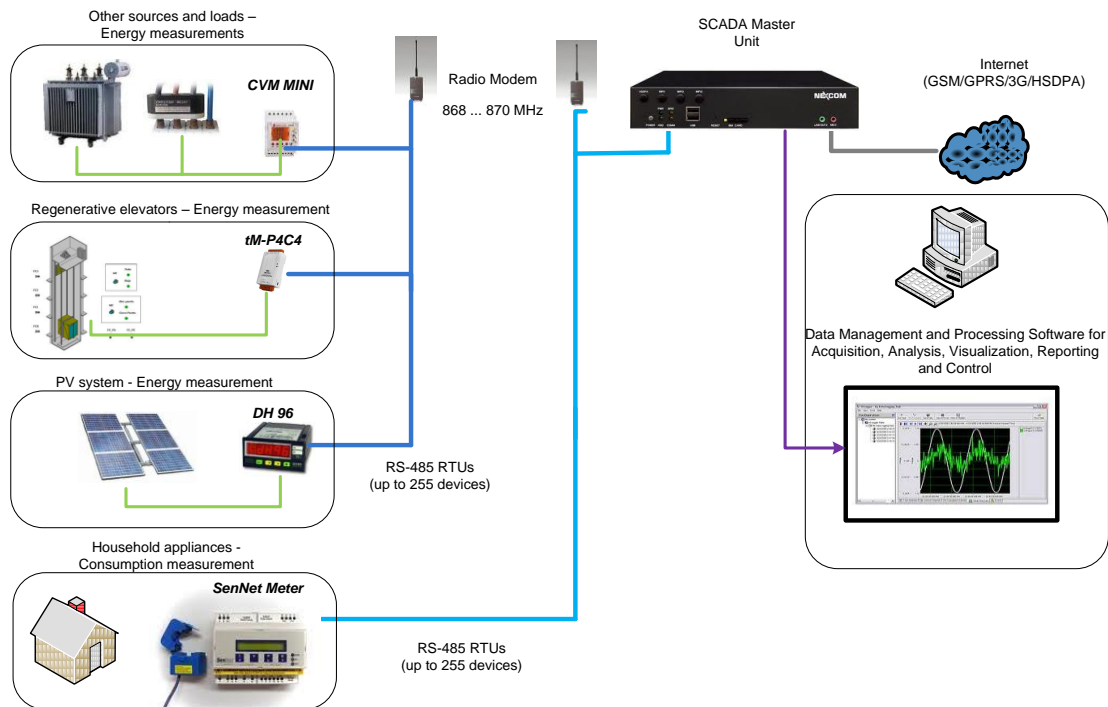 Other sources and loads –
Energy measurements
CVM MINI
Radio Modem
868 ... 870 MHz
SCADA Master
Unit
NEXCOM
Internet
(GSM/GPRS/3G/HSDPA)
Regenerative elevators – Energy measurement
tM-P4C4
PV system - Energy measurement
DH 96
RS-485 RTUs
(up to 255 devices)
Data Management and Processing Software for
Acquisition, Analysis, Visualization, Reporting
and Control
Household appliances -
Consumption measurement
SenNet Meter
RS-485 RTUs
(up to 255 devices)